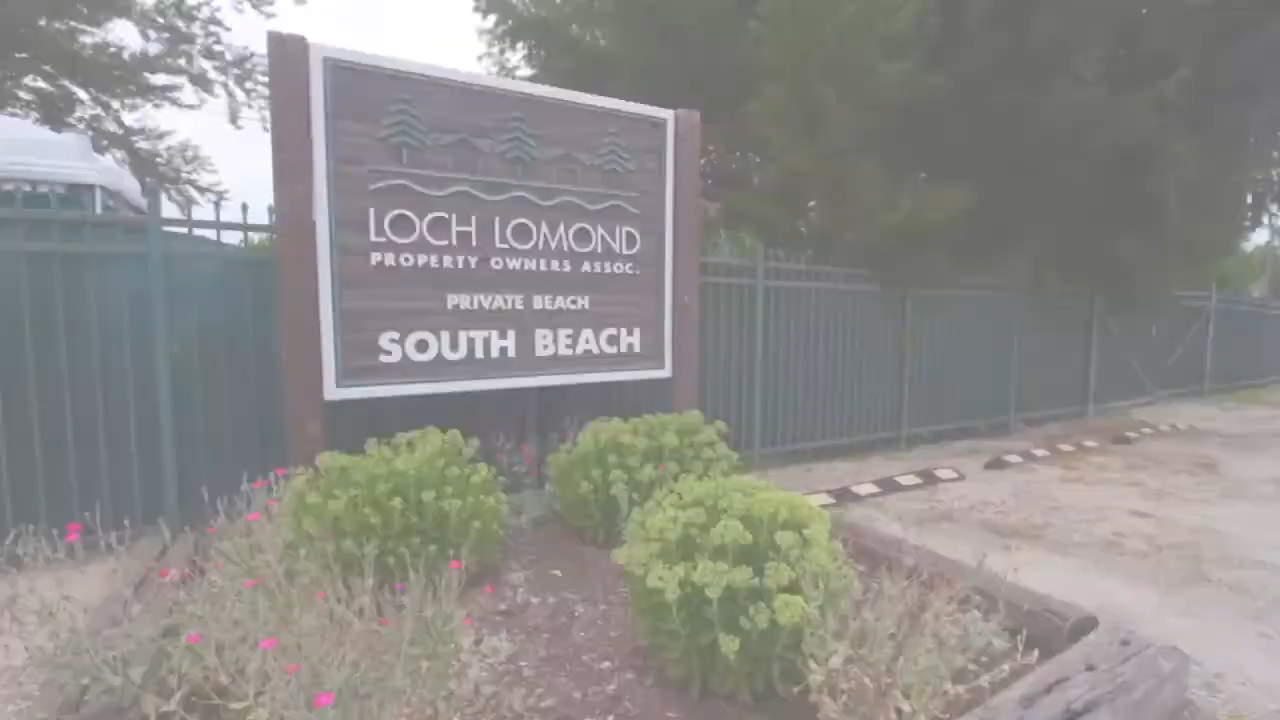 LOCH LOMOND
PROPERTY OWNERS ASSOC.
PRIVATE BEACH
SOUTH BEACH